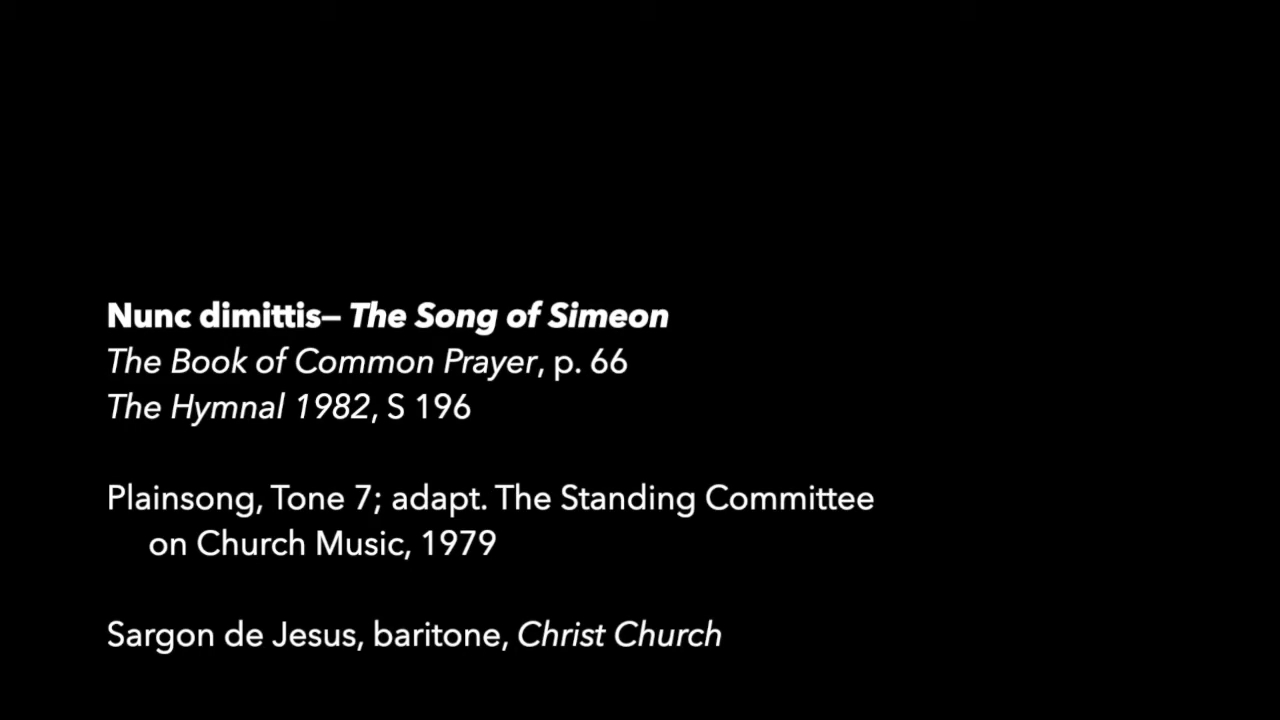 Nunc dimittis– The Song of Simeon
The Book of Common Prayer, p. 66
The Hymnal 1982, S 196
Plainsong, Tone 7; adapt. The Standing Committee
on Church Music, 1979
Sargon de Jesus, baritone, Christ Church